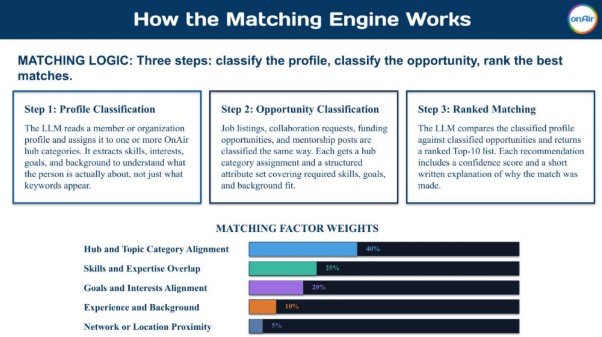 How the Matching Engine Works
onAir
MATCHING LOGIC: Three steps: classify the profile, classify the opportunity, rank the best
matches.
Step 1: Profile Classification
The LLM reads a member or organization
profile and assigns it to one or more OnAir
hub categories. It extracts skills, interests,
goals, and background to understand what
the person is actually about, not just what
keywords appear.
Step 2: Opportunity Classification
Job listings, collaboration requests, funding
opportunities, and mentorship posts are
classified the same way. Each gets a hub
category assignment and a structured
attribute set covering required skills, goals,
and background fit.
Step 3: Ranked Matching
The LLM compares the classified profile
against classified opportunities and returns
a ranked Top-10 list. Each recommendation
includes a confidence score and a short
written explanation of why the match was
made.
MATCHING FACTOR WEIGHTS
Hub and Topic Category Alignment 40%
Skills and Expertise Overlap 25%
Goals and Interests Alignment 20%
Experience and Background 10%
Network or Location Proximity 5%